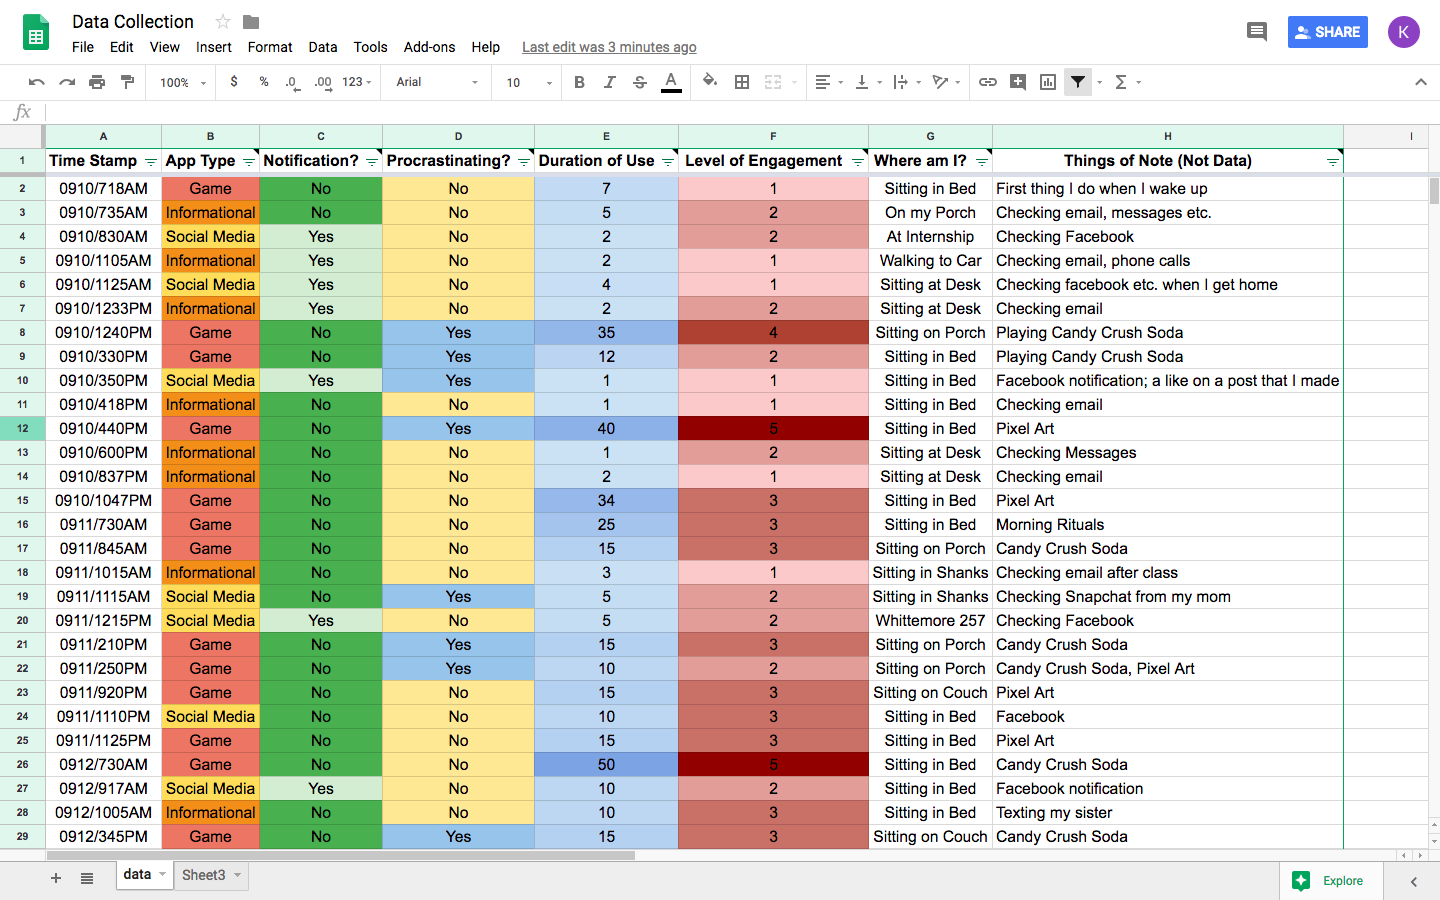 Data Collection
File Edit View Insert Format Data Tools Add-ons Help Last edit was 3 minutes ago
SHARE K
100% $ % .0 .00 123 Arial 10 B I S A Σ
fx
A B C D E F G H I
1 Time Stamp App Type Notification? Procrastinating? Duration of Use Level of Engagement Where am I? Things of Note (Not Data)
2 0910/718AM Game No No 7 1 Sitting in Bed First thing I do when I wake up
3 0910/735AM Informational No No 5 2 On my Porch Checking email, messages etc.
4 0910/830AM Social Media Yes No 2 2 At Internship Checking Facebook
5 0910/1105AM Informational Yes No 2 1 Walking to Car Checking email, phone calls
6 0910/1125AM Social Media Yes No 4 1 Sitting at Desk Checking facebook etc. when I get home
7 0910/1233PM Informational Yes No 2 2 Sitting at Desk Checking email
8 0910/1240PM Game No Yes 35 4 Sitting on Porch Playing Candy Crush Soda
9 0910/330PM Game No Yes 12 2 Sitting in Bed Playing Candy Crush Soda
10 0910/350PM Social Media Yes Yes 1 1 Sitting in Bed Facebook notification; a like on a post that I made
11 0910/418PM Informational No No 1 1 Sitting in Bed Checking email
12 0910/440PM Game No Yes 40 5 Sitting in Bed Pixel Art
13 0910/600PM Informational No No 1 2 Sitting at Desk Checking Messages
14 0910/837PM Informational No No 2 1 Sitting at Desk Checking email
15 0910/1047PM Game No No 34 3 Sitting in Bed Pixel Art
16 0911/730AM Game No No 25 3 Sitting in Bed Morning Rituals
17 0911/845AM Game No No 15 3 Sitting on Porch Candy Crush Soda
18 0911/1015AM Informational No No 3 1 Sitting in Shanks Checking email after class
19 0911/1115AM Social Media No Yes 5 2 Sitting in Shanks Checking Snapchat from my mom
20 0911/1215PM Social Media Yes No 5 2 Whittemore 257 Checking Facebook
21 0911/210PM Game No Yes 15 3 Sitting on Porch Candy Crush Soda
22 0911/250PM Game No Yes 10 2 Sitting on Porch Candy Crush Soda, Pixel Art
23 0911/920PM Game No No 15 3 Sitting on Couch Pixel Art
24 0911/1110PM Social Media No No 10 3 Sitting in Bed Facebook
25 0911/1125PM Game No No 15 3 Sitting in Bed Pixel Art
26 0912/730AM Game No No 50 5 Sitting in Bed Candy Crush Soda
27 0912/917AM Social Media Yes No 10 2 Sitting in Bed Facebook notification
28 0912/1005AM Informational No No 10 3 Sitting in Bed Texting my sister
29 0912/345PM Game No Yes 15 3 Sitting on Couch Candy Crush Soda
data Sheet3 Explore